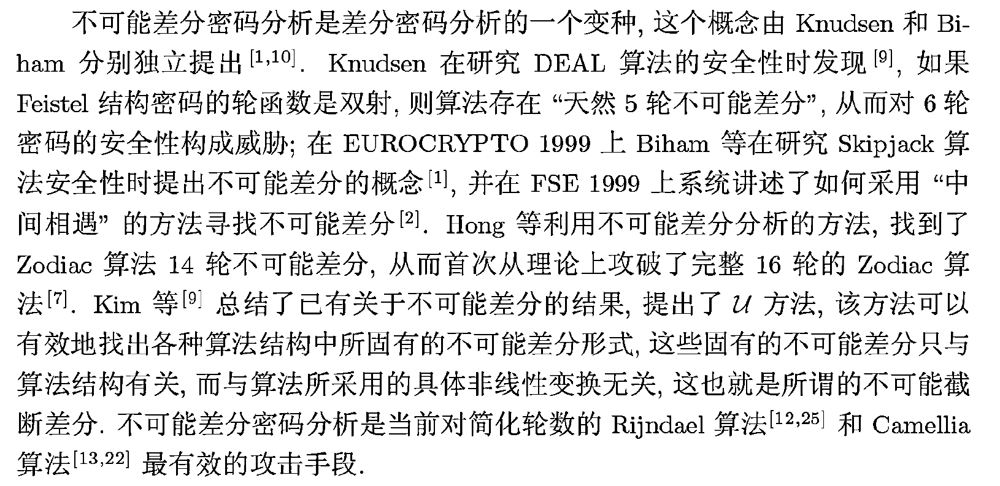 不可能差分密码分析是差分密码分析的一个变种, 这个概念由 Knudsen 和 Bi-
ham 分别独立提出[1,10]. Knudsen 在研究 DEAL 算法的安全性时发现[9], 如果
Feistel 结构密码的轮函数是双射, 则算法存在 “天然 5 轮不可能差分”, 从而对 6 轮
密码的安全性构成威胁; 在 EUROCRYPTO 1999 上 Biham 等在研究 Skipjack 算
法安全性时提出不可能差分的概念[1], 并在 FSE 1999 上系统讲述了如何采用 “中
间相遇” 的方法寻找不可能差分[2]. Hong 等利用不可能差分分析的方法, 找到了
Zodiac 算法 14 轮不可能差分, 从而首次从理论上攻破了完整 16 轮的 Zodiac 算
法[7]. Kim 等[9] 总结了已有关于不可能差分的结果, 提出了 𝒰 方法, 该方法可以
有效地找出各种算法结构中所固有的不可能差分形式, 这些固有的不可能差分只与
算法结构有关, 而与算法所采用的具体非线性变换无关, 这也就是所谓的不可能截
断差分. 不可能差分密码分析是当前对简化轮数的 Rijndael 算法[12,25] 和 Camellia
算法[13,22] 最有效的攻击手段.